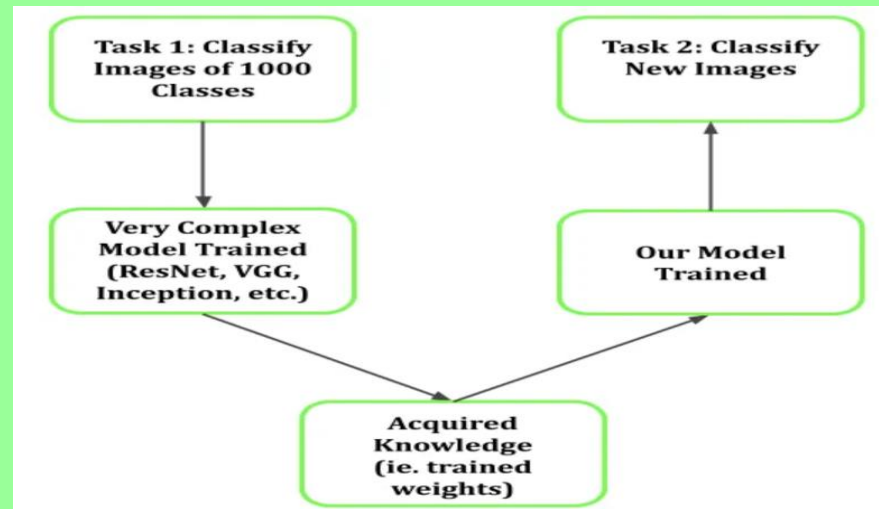 Task 1: Classify
Images of 1000
Classes
Very Complex
Model Trained
(ResNet, VGG,
Inception, etc.)
Acquired
Knowledge
(ie. trained
weights)
Our Model
Trained
Task 2: Classify
New Images